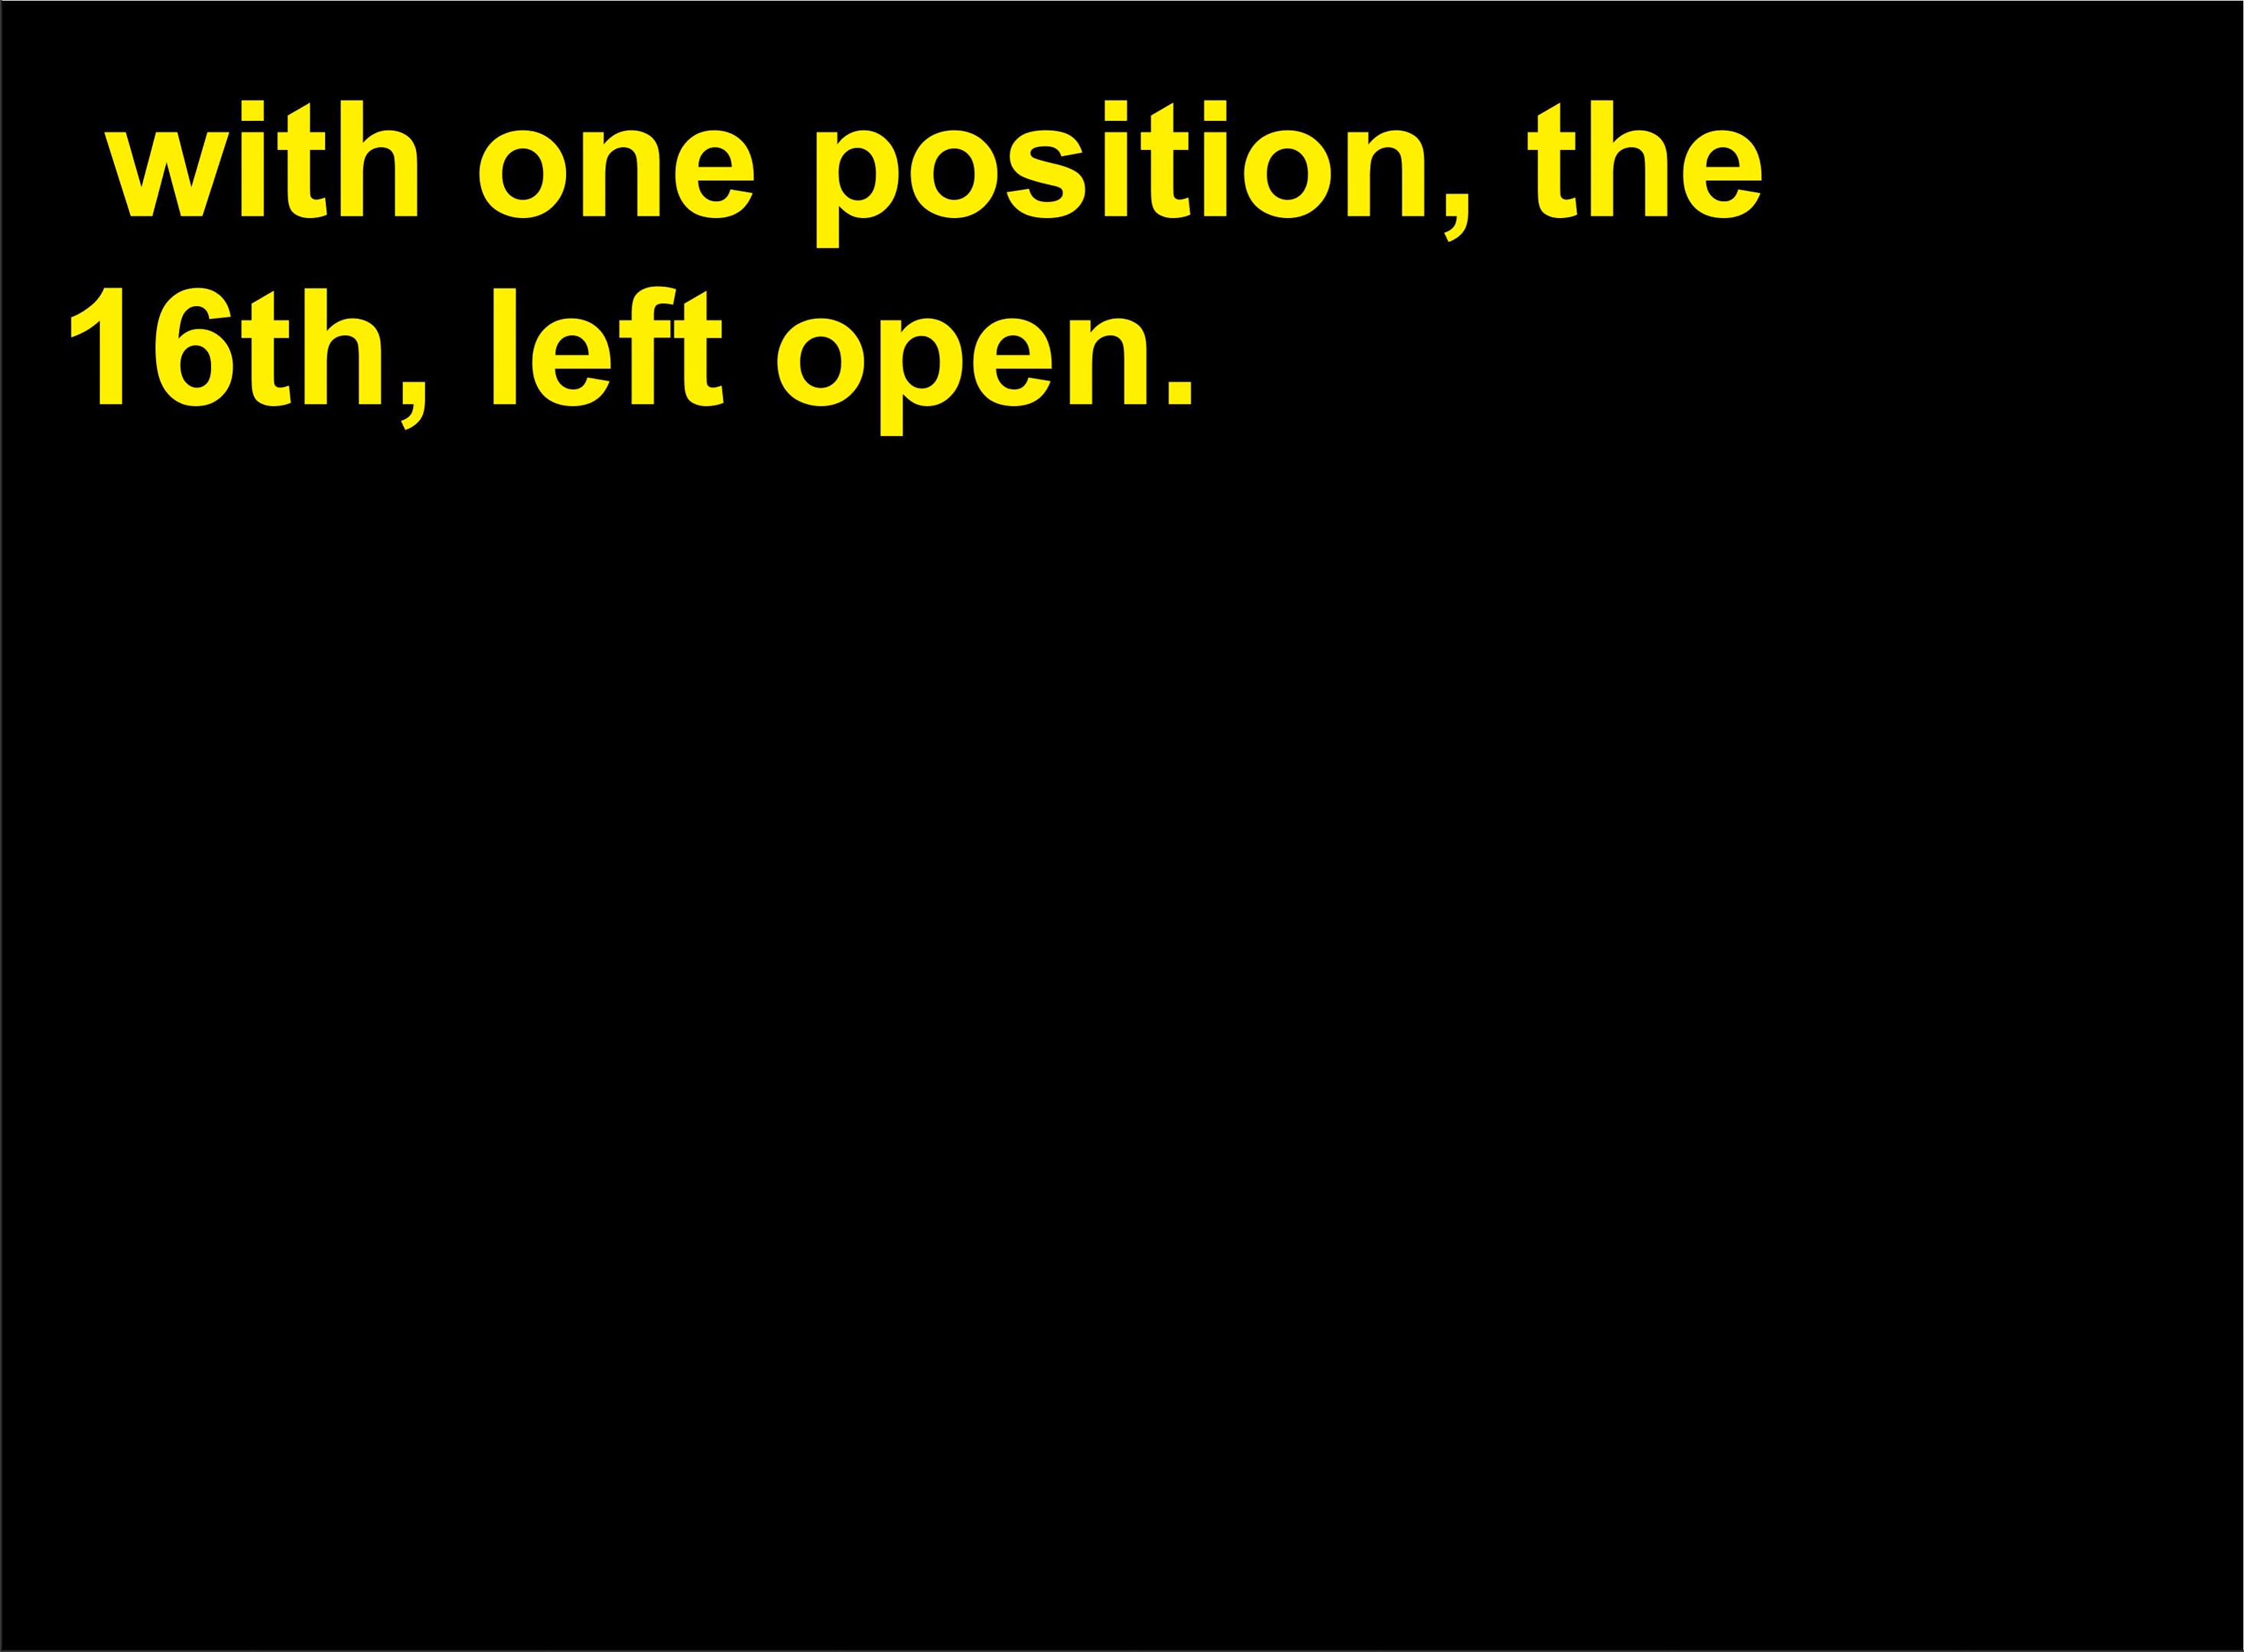 with one position, the
16th, left open.